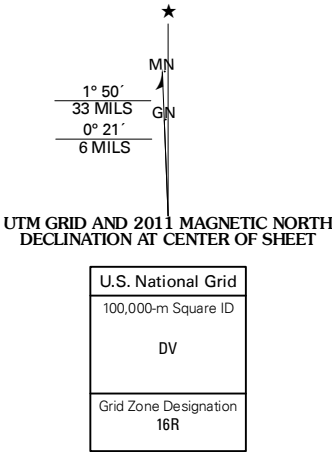 MN
1° 50´
33 MILS
GN
0° 21´
6 MILS
UTM GRID AND 2011 MAGNETIC NORTH
DECLINATION AT CENTER OF SHEET
U.S. National Grid
100,000-m Square ID
DV
Grid Zone Designation
16R